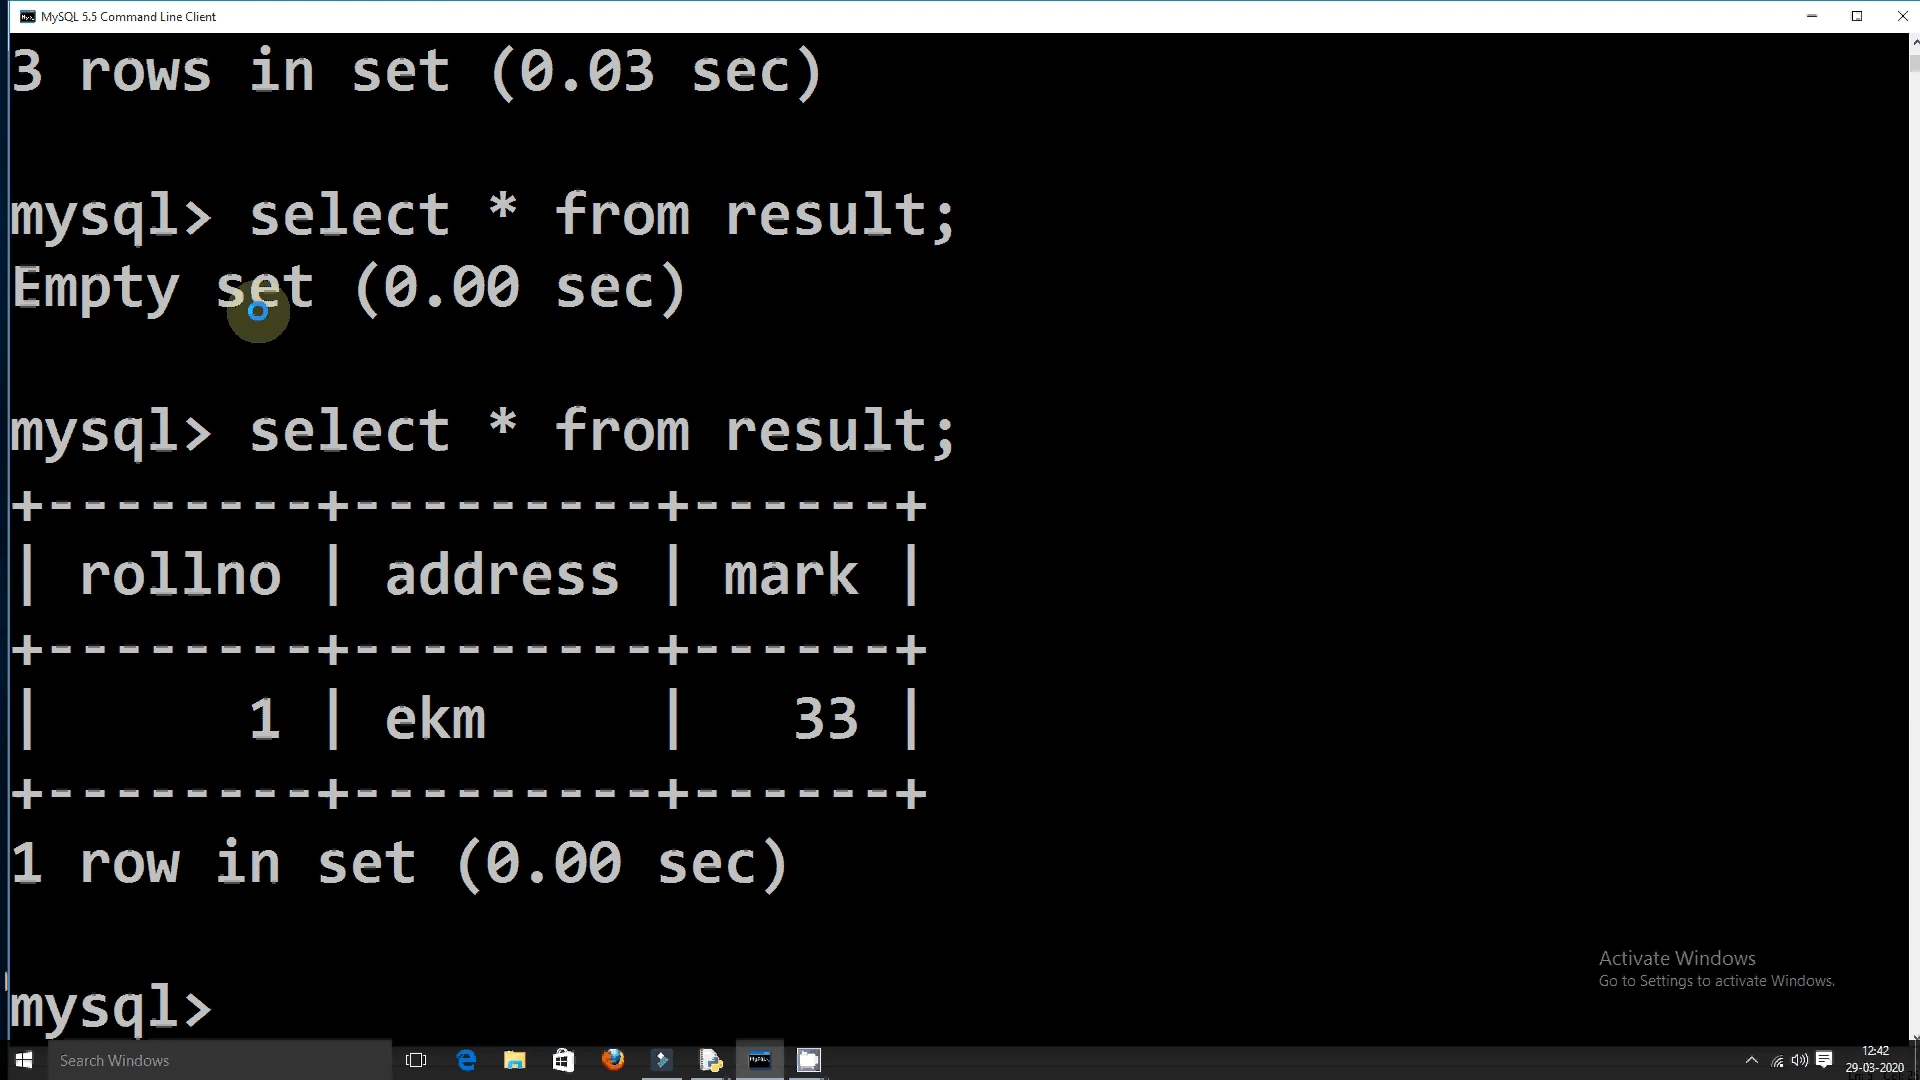 MySQL 5.5 Command Line Client
3 rows in set (0.03 sec)
mysql> select * from result;
Empty set (0.00 sec)
mysql> select * from result;
+---------+----------+------+
| rollno | address | mark |
+---------+----------+------+
| 1 | ekm | 33 |
+---------+----------+------+
1 row in set (0.00 sec)
mysql>
Activate Windows
Go to Settings to activate Windows.
Search Windows
12:42
29-03-2020